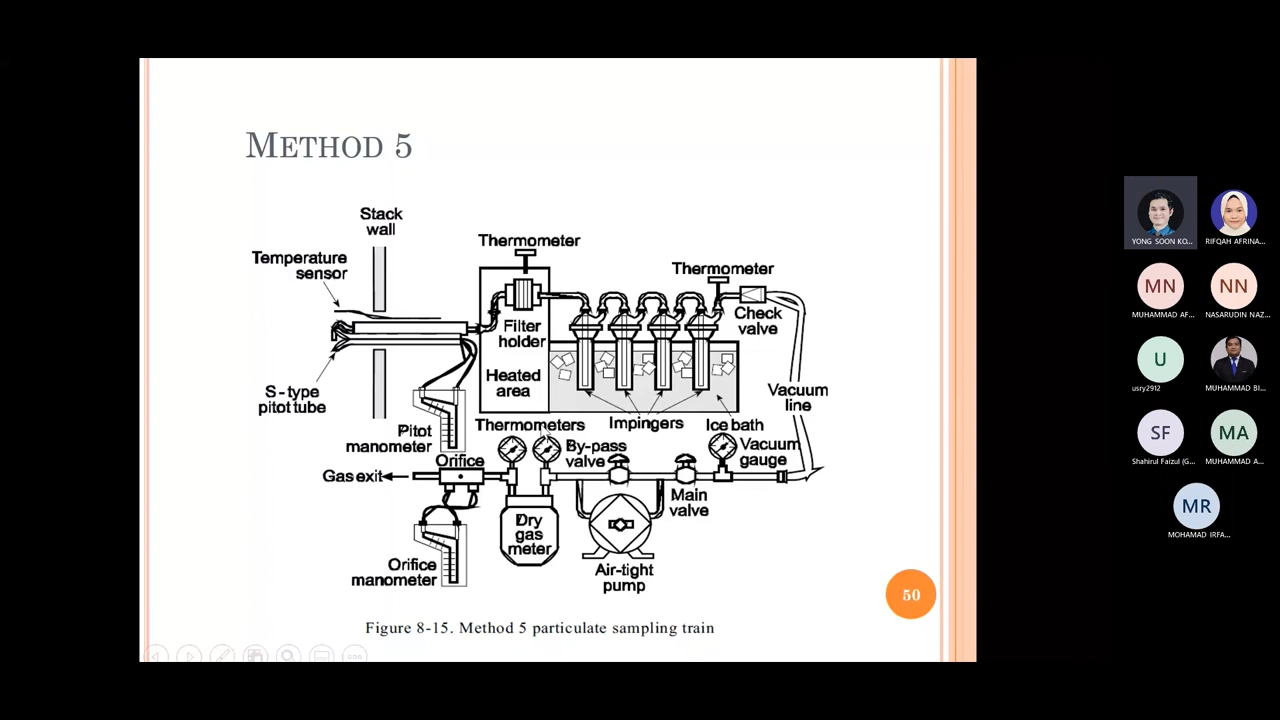 METHOD 5
Stack
wall
Temperature
sensor
S-type
pitot tube
Thermometer
Filter
holder
Heated
area
Thermometer
Check
valve
Vacuum
line
Impingers
Ice bath
Pitot
manometer
Thermometers
By-pass
valve
Vacuum
gauge
Gas exit
Orifice
Main
valve
Dry
gas
meter
Orifice
manometer
Air-tight
pump
50
Figure 8-15. Method 5 particulate sampling train
YONG SOON KO...
RIFQAH AFRINA...
MN
MUHAMMAD AF...
NN
NASARUDIN NAZ...
U
usry2912
MUHAMMAD BI...
SF
Shahirul Faizul (G...
MA
MUHAMMAD A...
MR
MOHAMAD IRFA...